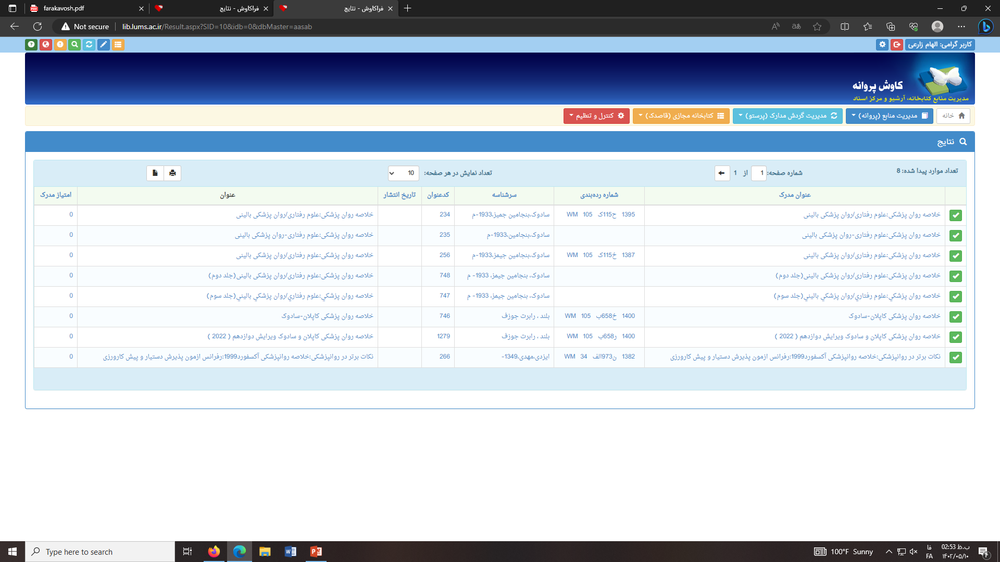 farakavosh.pdf
فراکاوش - نتایج
فراکاوش - نتایج
Not secure
lib.lums.ac.ir/Result.aspx?SID=10&idb=0&dbMaster=aasab
کاربر گرامی: الهام زارعی
کاوش پروانه
مدیریت منابع کتابخانه، آرشیو و مرکز اسناد
خانه
مدیریت منابع (پروانه)
مدیریت گردش مدارک (پرستو)
کتابخانه مجازی (قاصدک)
کنترل و تنظیم
نتایج
تعداد موارد پیدا شده: 8
شماره صفحه: 1 از 1
تعداد نمایش در هر صفحه: 10
عنوان مدرک شماره رده‌بندی سرشناسه کدعنوان تاریخ انتشار عنوان امتیاز مدرک
خلاصه روان پزشکی:علوم رفتاری/روان پزشکی بالینی WM 105 ح115ک 1395 سادوک،بنجامین جمیز،1933-م 234 خلاصه روان پزشکی:علوم رفتاری/روان پزشکی بالینی 0
خلاصه روان پزشکی:علوم رفتاری-روان پزشکی بالینی سادوک،بنجامین،1933-م 235 خلاصه روان پزشکی:علوم رفتاری-روان پزشکی بالینی 0
خلاصه روان پزشکی:علوم رفتاری/روان پزشکی بالینی WM 105 خ115ک 1387 سادوک،بنجامین جیمز،1933-م 256 خلاصه روان پزشکی:علوم رفتاری/روان پزشکی بالینی 0
خلاصه روان پزشکی:علوم رفتاری/روان پزشکی بالینی(جلد دوم) سادوک، بنجامین جیمز، 1933- م 748 خلاصه روان پزشکی:علوم رفتاری/روان پزشکی بالینی(جلد دوم) 0
خلاصه روان پزشکي:علوم رفتاري/روان پزشکي باليني(جلد سوم) سادوک، بنجامین جیمز، 1933- م 747 خلاصه روان پزشکي:علوم رفتاري/روان پزشکي باليني(جلد سوم) 0
خلاصه روان پزشکی کاپلان-سادوک WM 105 خ658ب 1400 بلند ، رابرت جوزف 746 خلاصه روان پزشکی کاپلان-سادوک 0
خلاصه روان پزشکی کاپلان و سادوک ویرایش دوازدهم ( 2022 ) WM 105 ر658ب 1400 بلند ، رابرت جوزف 1279 خلاصه روان پزشکی کاپلان و سادوک ویرایش دوازدهم ( 2022 ) 0
نکات برتر در روانپزشکی:خلاصه روانپزشکی آکسفورد1999:رفرانس ازمون پذیرش دستیار و پیش کارورزی WM 34 ن973الف 1382 ایزدی،مهدی،1349- 266 نکات برتر در روانپزشکی:خلاصه روانپزشکی آکسفورد1999:رفرانس ازمون پذیرش دستیار و پیش کارورزی 0
Type here to search
100°F Sunny
فا
FA
02:53 ب.ظ
۱۴۰۲/۰۵/۱۰